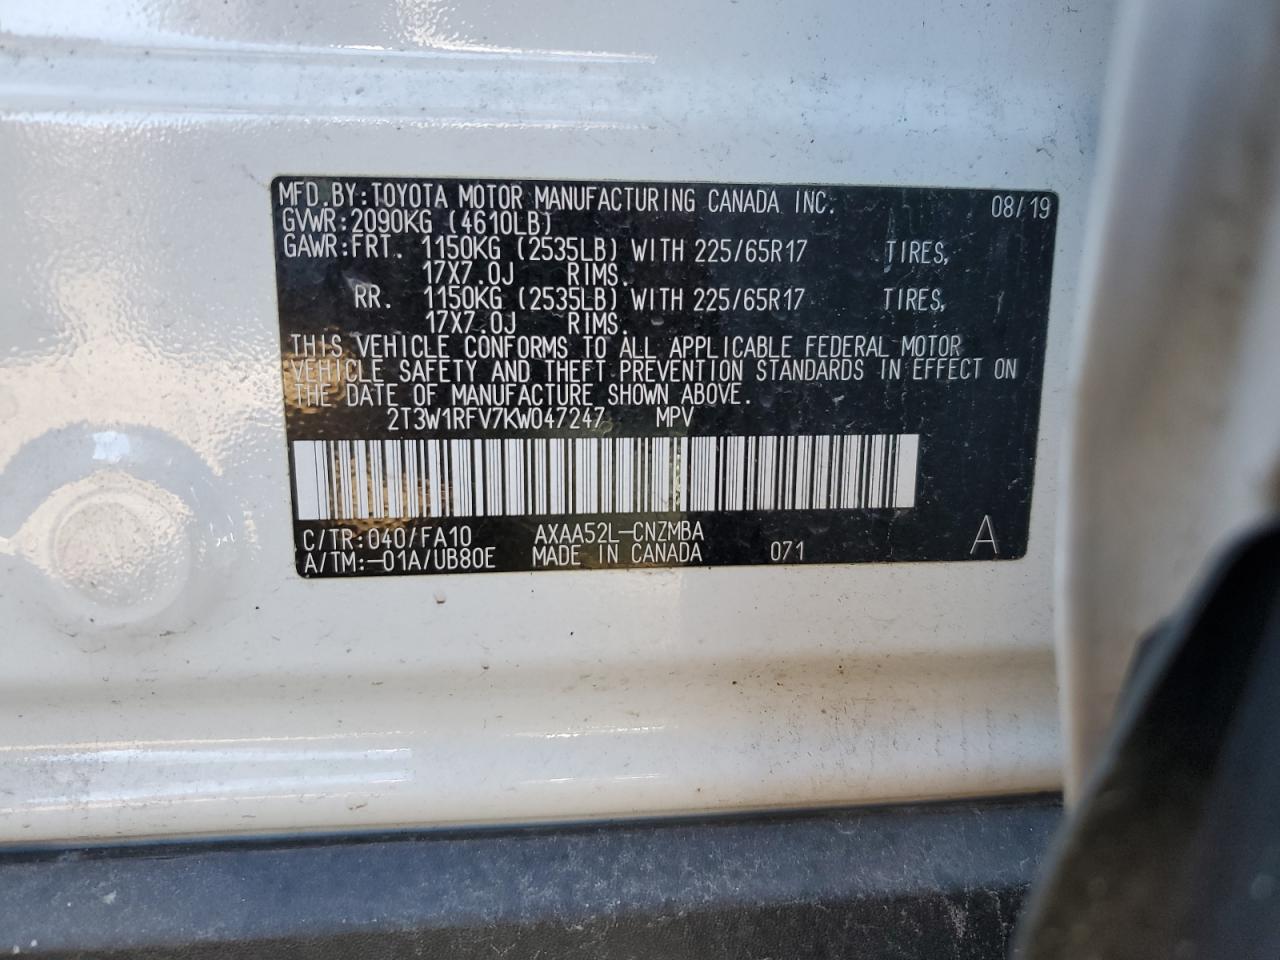 MFD.BY:TOYOTA MOTOR MANUFACTURING CANADA INC. 08/19
GVWR:2090KG (4610LB)
GAWR:FRT. 1150KG (2535LB) WITH 225/65R17 TIRES,
17X7.0J RIMS.
RR. 1150KG (2535LB) WITH 225/65R17 TIRES,
17X7.0J RIMS.
THIS VEHICLE CONFORMS TO ALL APPLICABLE FEDERAL MOTOR
VEHICLE SAFETY AND THEFT PREVENTION STANDARDS IN EFFECT ON
THE DATE OF MANUFACTURE SHOWN ABOVE.
2T3W1RFV7KW047247 MPV
C/TR:040/FA10 AXAA52L-CNZMBA
A/TM:-01A/UB80E MADE IN CANADA 071 A